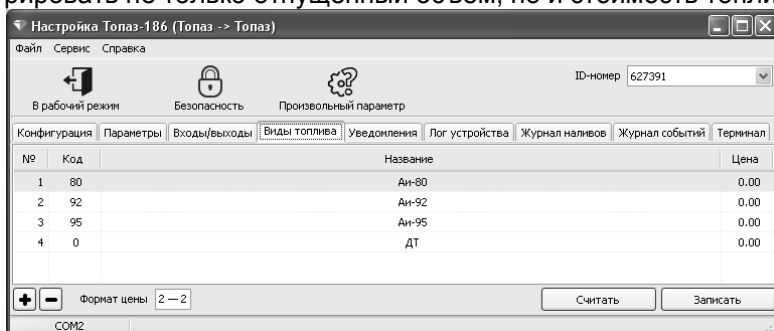 рировать не только отпущенный объем, но и стоимость топли
Настройка Топаз-186 (Топаз -> Топаз)
Файл Сервис Справка
ID-номер 627391
В рабочий режим Безопасность Произвольный параметр
Конфигурация Параметры Входы/выходы Виды топлива Уведомления Лог устройства Журнал наливов Журнал событий Терминал
№ Код Название Цена
1 80 Аи-80 0.00
2 92 Аи-92 0.00
3 95 Аи-95 0.00
4 0 ДТ 0.00
Формат цены 2 — 2 Считать Записать
COM2